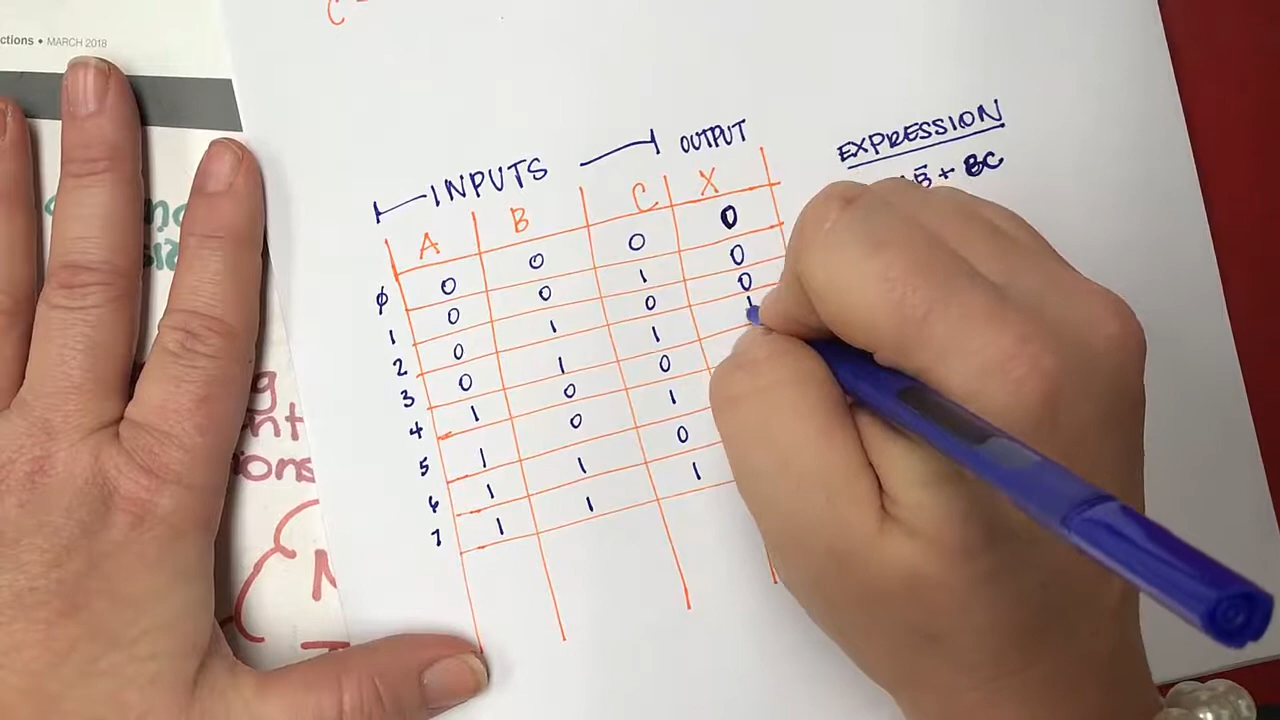 ctions • MARCH 2018
INPUTS OUTPUT
EXPRESSION
B̅ + BC
A B C X
0 0 0 0 0
1 0 0 1 0
2 0 1 0 0
3 0 1 1 1
4 1 0 0
5 1 0 1
6 1 1 0
7 1 1 1